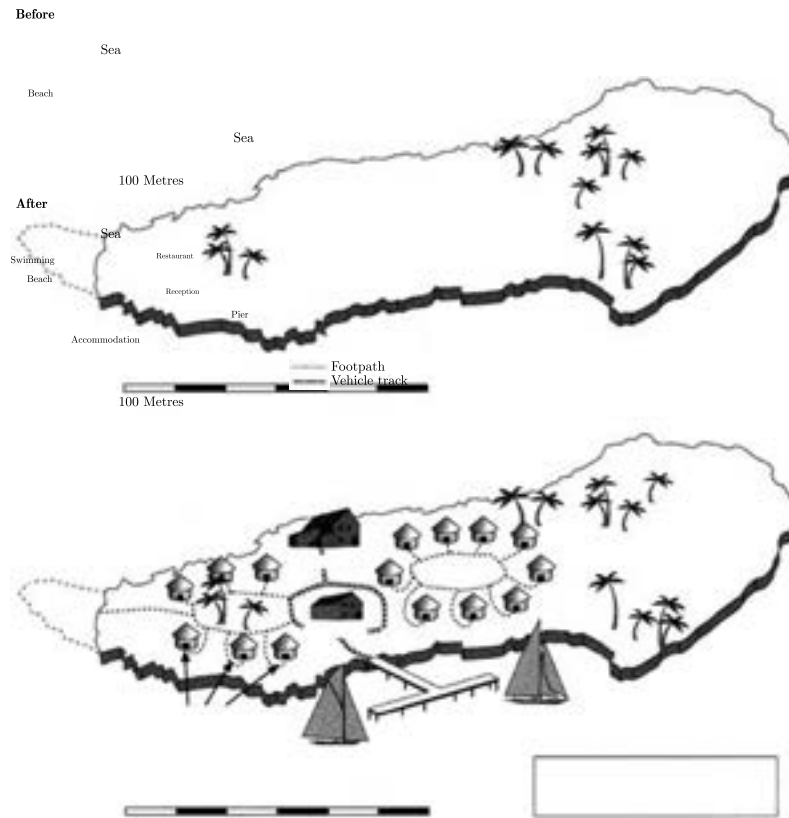 Before
Sea
Beach
Sea
100 Metres
After
Sea
Restaurant
Swimming
Beach
Reception
Pier
Accommodation
Footpath
Vehicle track
100 Metres